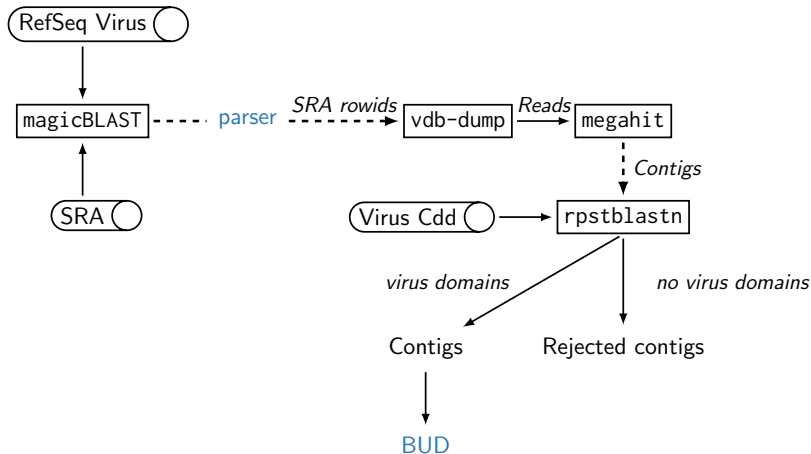 RefSeq Virus
SRA rowids
Reads
magicBLAST
parser
vdb-dump
megahit
Contigs
SRA
Virus Cdd
rpstblastn
virus domains
no virus domains
Contigs
Rejected contigs
BUD